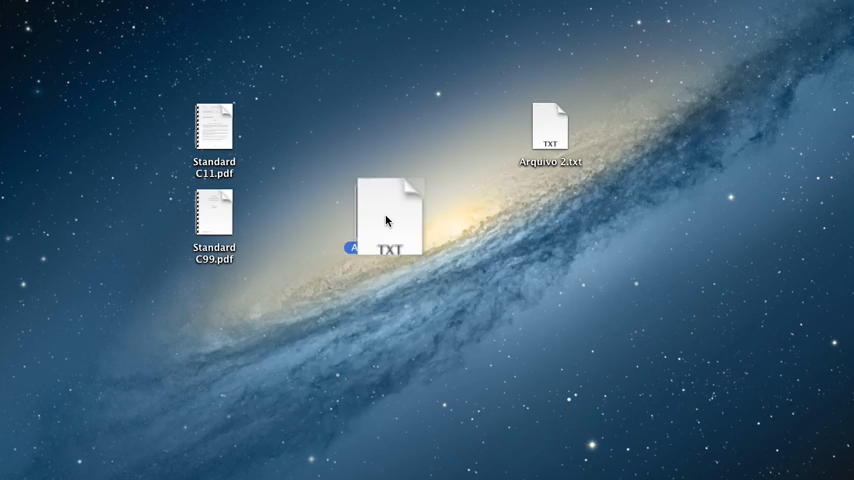 Standard
C11.pdf
TXT
Arquivo 2.txt
Standard
C99.pdf
A
TXT